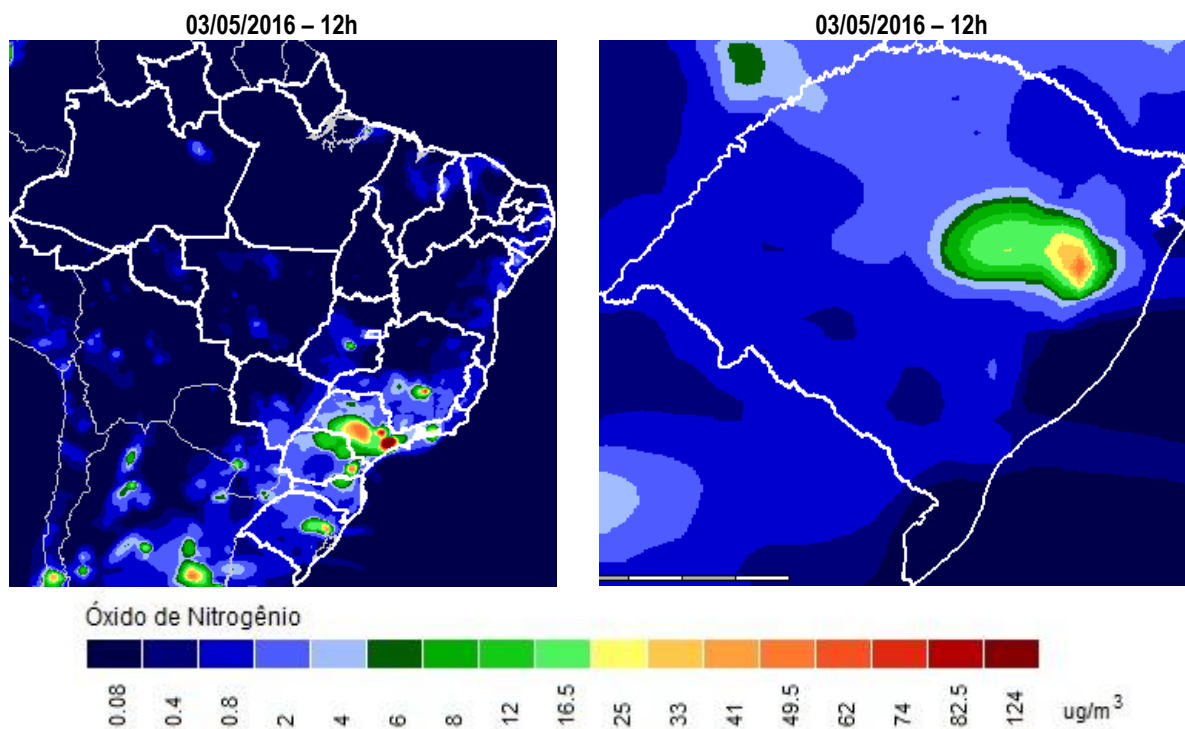 03/05/2016 – 12h
03/05/2016 – 12h
Óxido de Nitrogênio
0.08 0.4 0.8 2 4 6 8 12 16.5 25 33 41 49.5 62 74 82.5 124 ug/m³